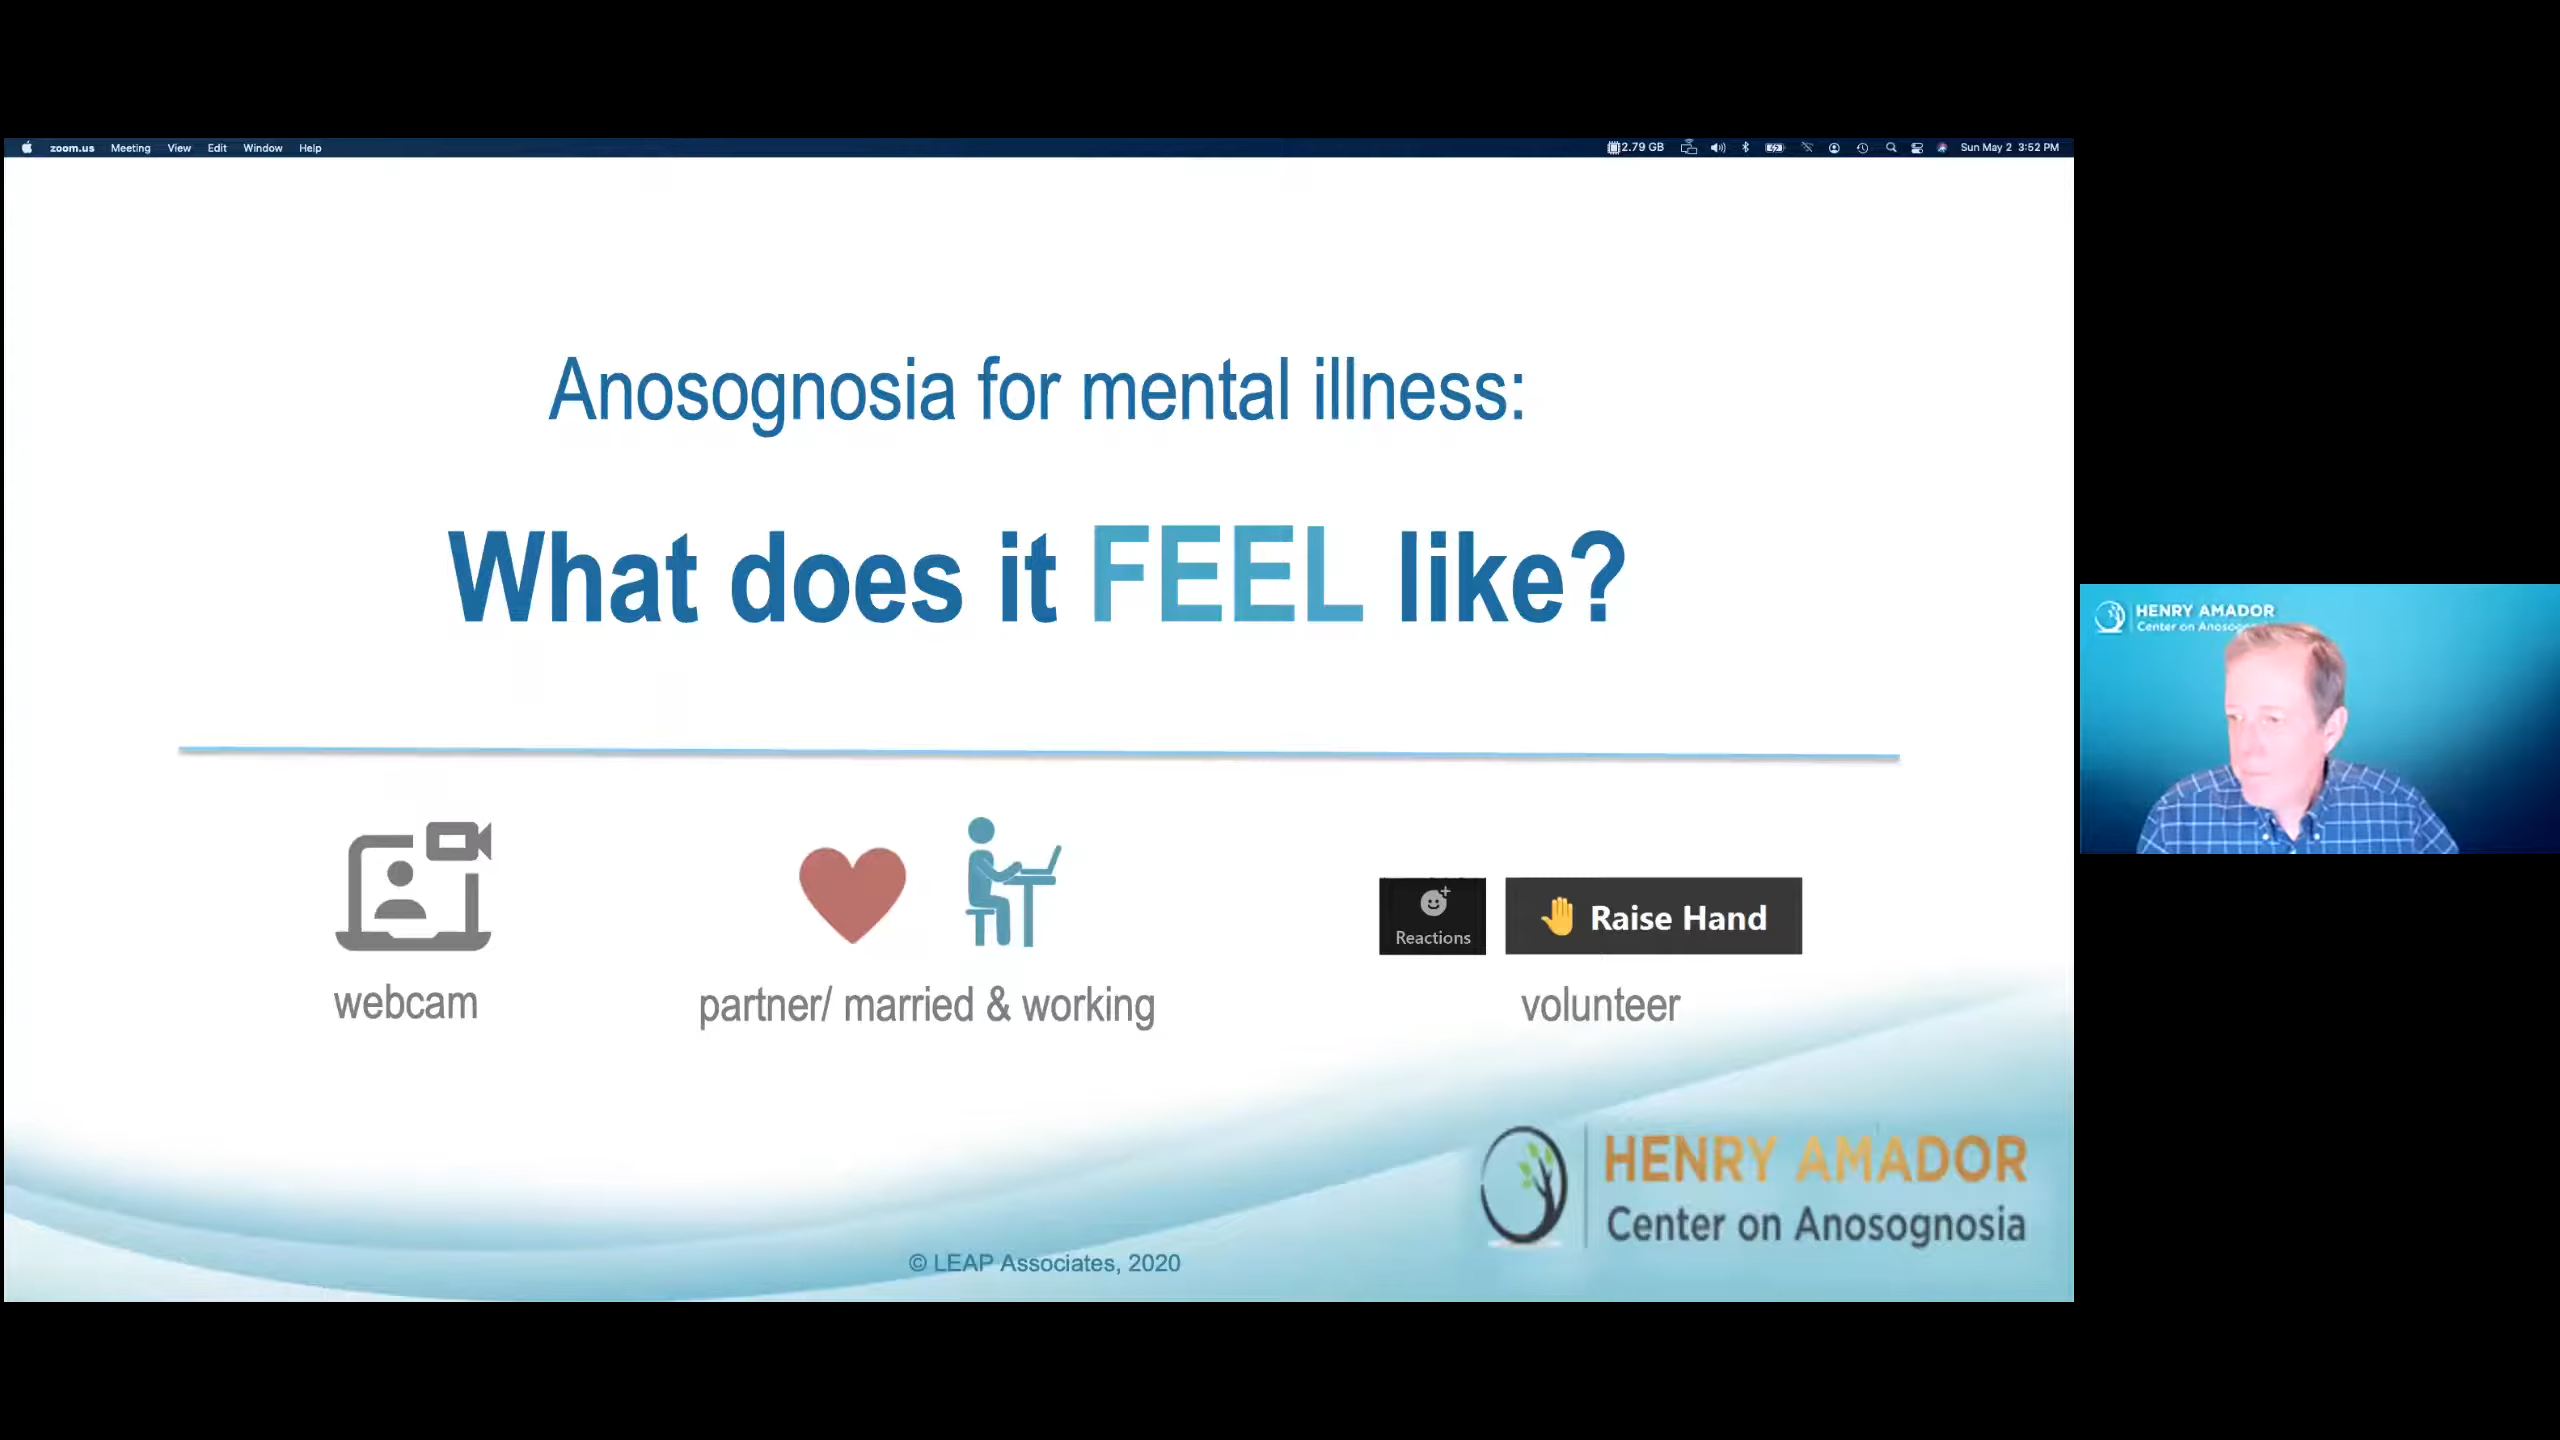 zoom.us Meeting View Edit Window Help
2.79 GB Sun May 2 3:52 PM
Anosognosia for mental illness:
What does it FEEL like?
HENRY AMADOR
Center on
Reactions
Raise Hand
webcam
partner/ married & working
volunteer
HENRY AMADOR
Center on Anosognosia
© LEAP Associates, 2020